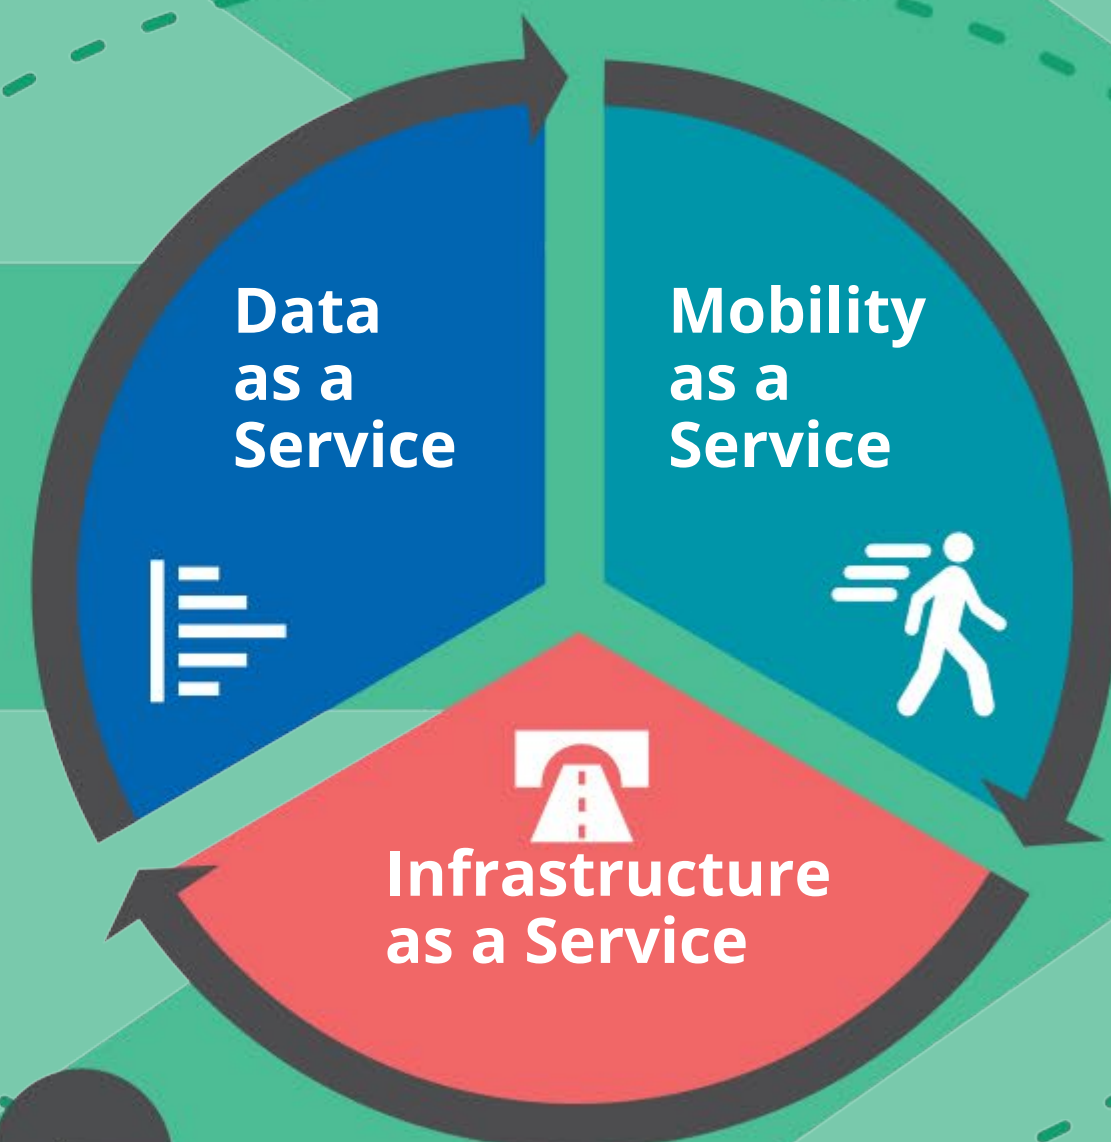 Data
as a
Service
Mobility
as a
Service
Infrastructure
as a Service